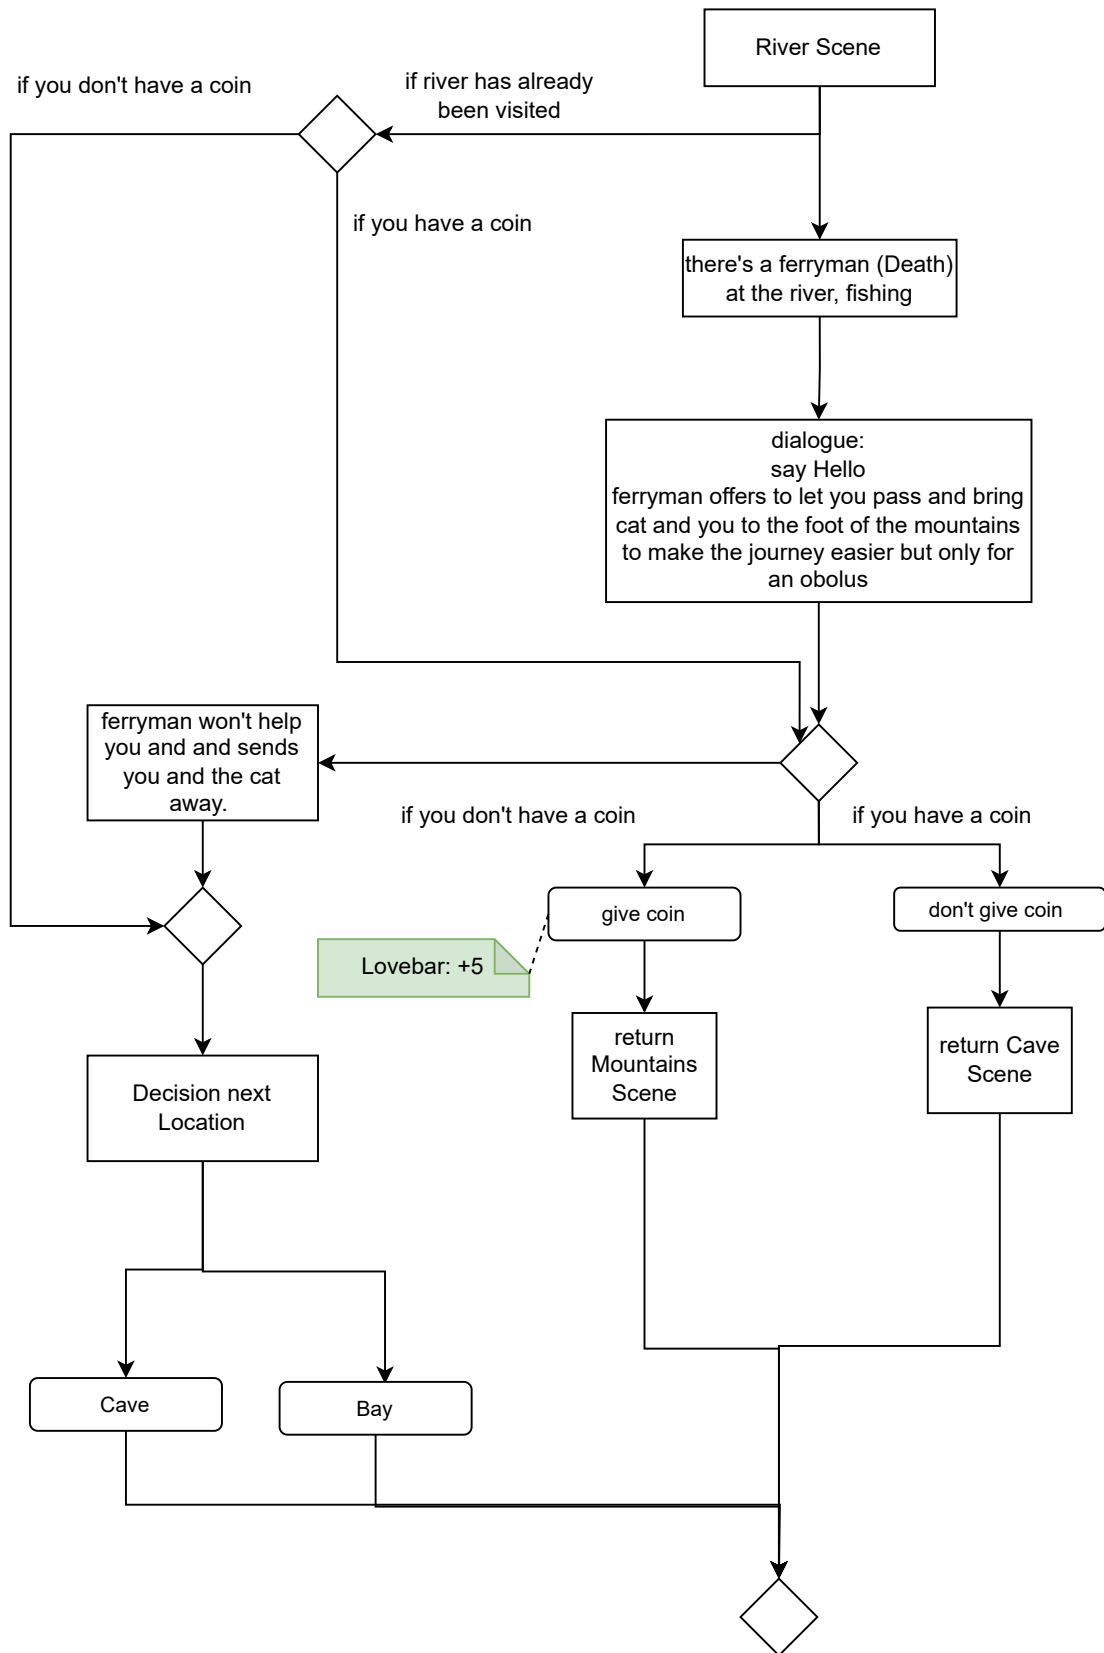 River Scene
if you don't have a coin
if river has already
been visited
if you have a coin
there's a ferryman (Death)
at the river, fishing
dialogue:
say Hello
ferryman offers to let you pass and bring
cat and you to the foot of the mountains
to make the journey easier but only for
an obolus
ferryman won't help
you and and sends
you and the cat
away.
if you don't have a coin
if you have a coin
give coin
don't give coin
Lovebar: +5
return
Mountains
Scene
return Cave
Scene
Decision next
Location
Cave
Bay